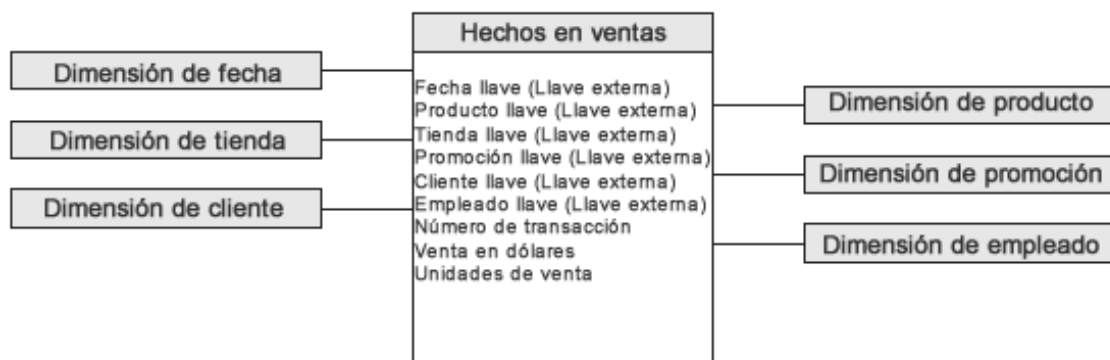 Hechos en ventas
Dimensión de fecha
Dimensión de tienda
Dimensión de cliente
Fecha llave (Llave externa)
Producto llave (Llave externa)
Tienda llave (Llave externa)
Promoción llave (Llave externa)
Cliente llave (Llave externa)
Empleado llave (Llave externa)
Número de transacción
Venta en dólares
Unidades de venta
Dimensión de producto
Dimensión de promoción
Dimensión de empleado